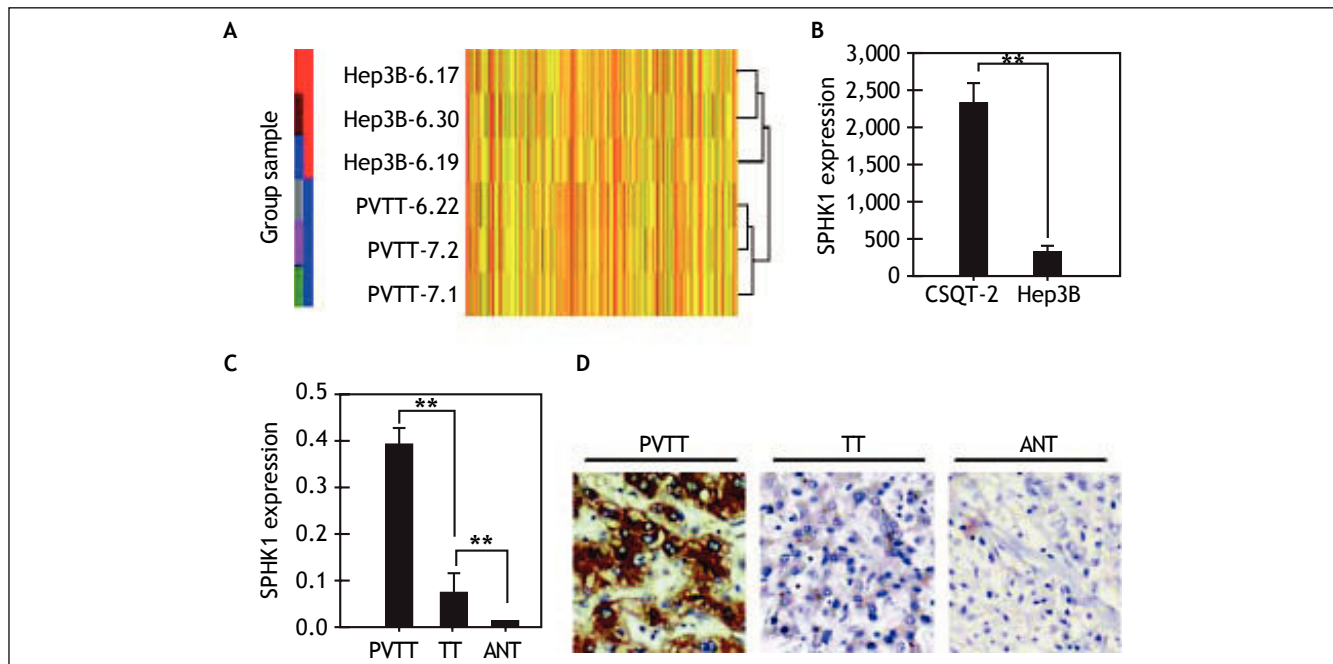 A
Group sample
Hep3B-6.17
Hep3B-6.30
Hep3B-6.19
PVTT-6.22
PVTT-7.2
PVTT-7.1
B
SPHK1 expression
3,000
2,500
2,000
1,500
1,000
500
0
**
CSQT-2 Hep3B
C
SPHK1 expression
0.5
0.4
0.3
0.2
0.1
0.0
**
**
PVTT TT ANT
D
PVTT TT ANT